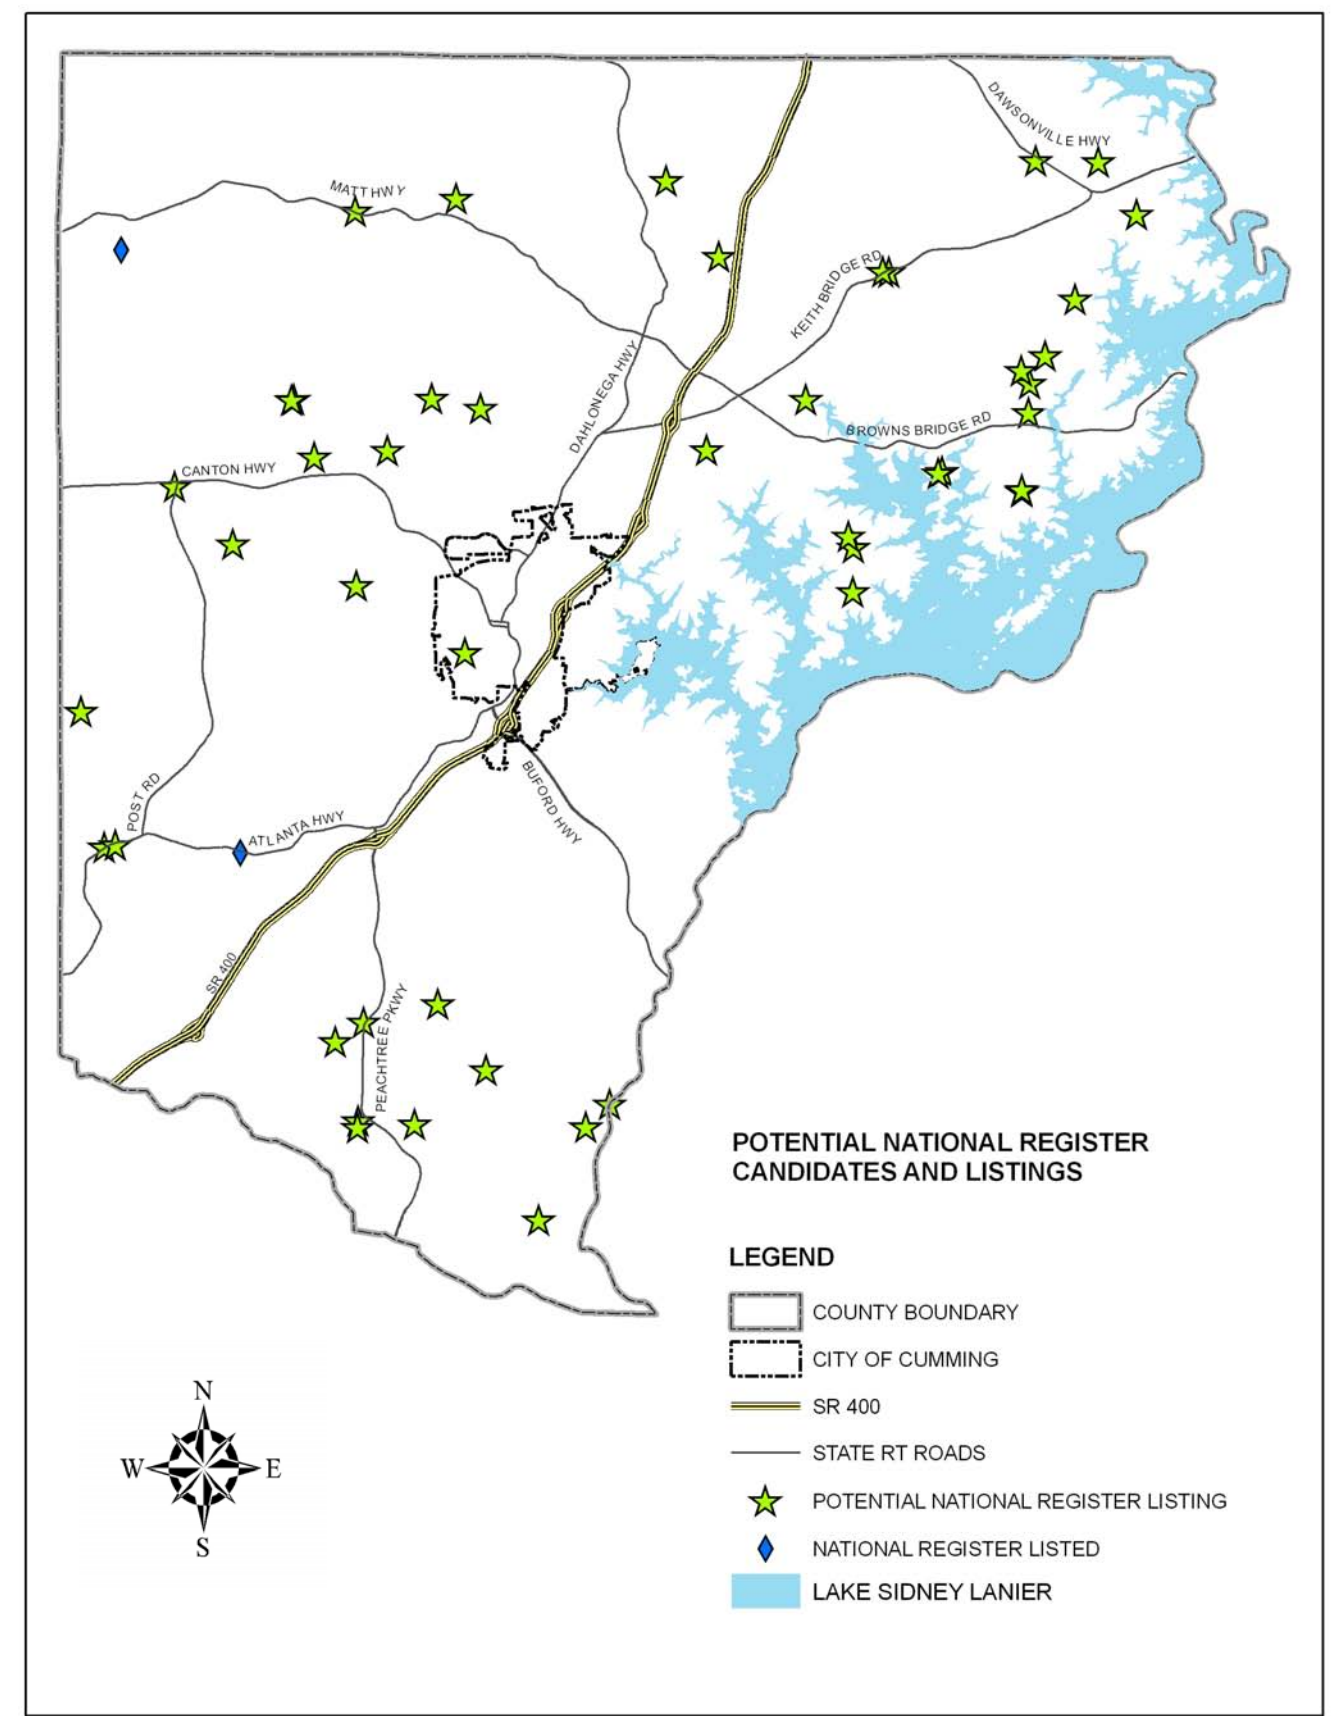 DAWSONVILLE HWY
MATT HWY
KEITH BRIDGE RD
DAHLONEGA HWY
BROWNS BRIDGE RD
CANTON HWY
POST RD
ATLANTA HWY
BUFORD HWY
SR 400
PEACHTREE PKWY
POTENTIAL NATIONAL REGISTER
CANDIDATES AND LISTINGS
LEGEND
COUNTY BOUNDARY
CITY OF CUMMING
SR 400
STATE RT ROADS
POTENTIAL NATIONAL REGISTER LISTING
NATIONAL REGISTER LISTED
LAKE SIDNEY LANIER
N
W E
S